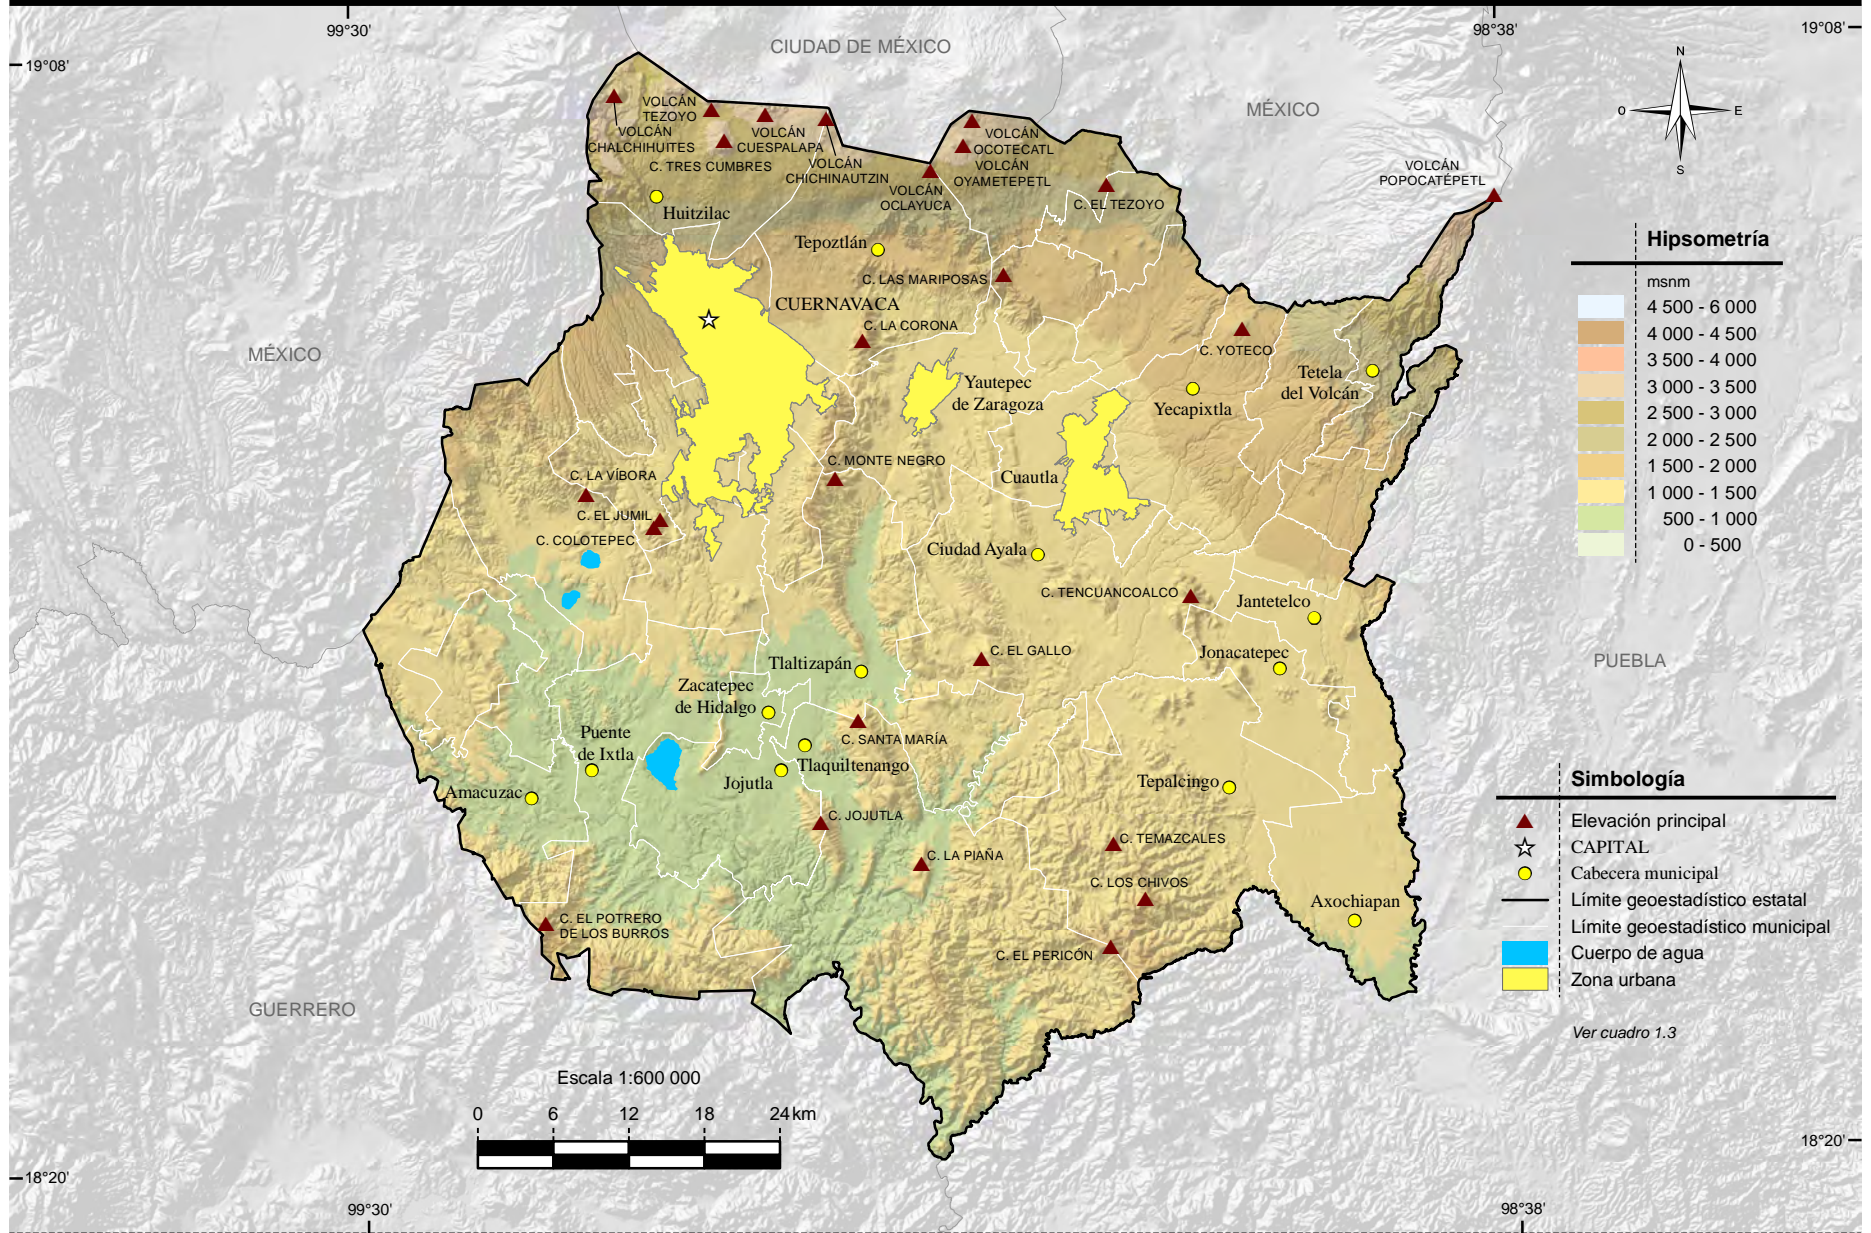 99°30'
98°38'
19°08'
19°08'
CIUDAD DE MÉXICO
MÉXICO
N
O
E
S
VOLCÁN
TEZOYO
VOLCÁN
CHALCHIHUITES
VOLCÁN
CUESPALAPA
C. TRES CUMBRES
VOLCÁN
CHICHINAUTZIN
VOLCÁN
OCOTECATL
VOLCÁN
OYAMETEPETL
VOLCÁN
OCLAYUCA
C. EL TEZOYO
VOLCÁN
POPOCATÉPETL
Huitzilac
Tepoztlán
C. LAS MARIPOSAS
CUERNAVACA
C. LA CORONA
C. YOTECO
MÉXICO
Tetela
del Volcán
Yautepec
de Zaragoza
Yecapixtla
C. MONTE NEGRO
C. LA VÍBORA
Cuautla
C. EL JUMIL
C. COLOTEPEC
Ciudad Ayala
C. TENCUANCOALCO
Jantetelco
C. EL GALLO
Jonacatepec
PUEBLA
Tlaltizapán
Zacatepec
de Hidalgo
C. SANTA MARÍA
Puente
de Ixtla
Tlaquiltenango
Jojutla
Amacuzac
Tepalcingo
C. JOJUTLA
C. TEMAZCALES
C. LA PIAÑA
C. LOS CHIVOS
Axochiapan
C. EL POTRERO
DE LOS BURROS
C. EL PERICÓN
GUERRERO
Hipsometría
msnm
4 500 - 6 000
4 000 - 4 500
3 500 - 4 000
3 000 - 3 500
2 500 - 3 000
2 000 - 2 500
1 500 - 2 000
1 000 - 1 500
500 - 1 000
0 - 500
Simbología
Elevación principal
CAPITAL
Cabecera municipal
Límite geoestadístico estatal
Límite geoestadístico municipal
Cuerpo de agua
Zona urbana
Ver cuadro 1.3
Escala 1:600 000
0 6 12 18 24 km
18°20'
18°20'
99°30'
98°38'